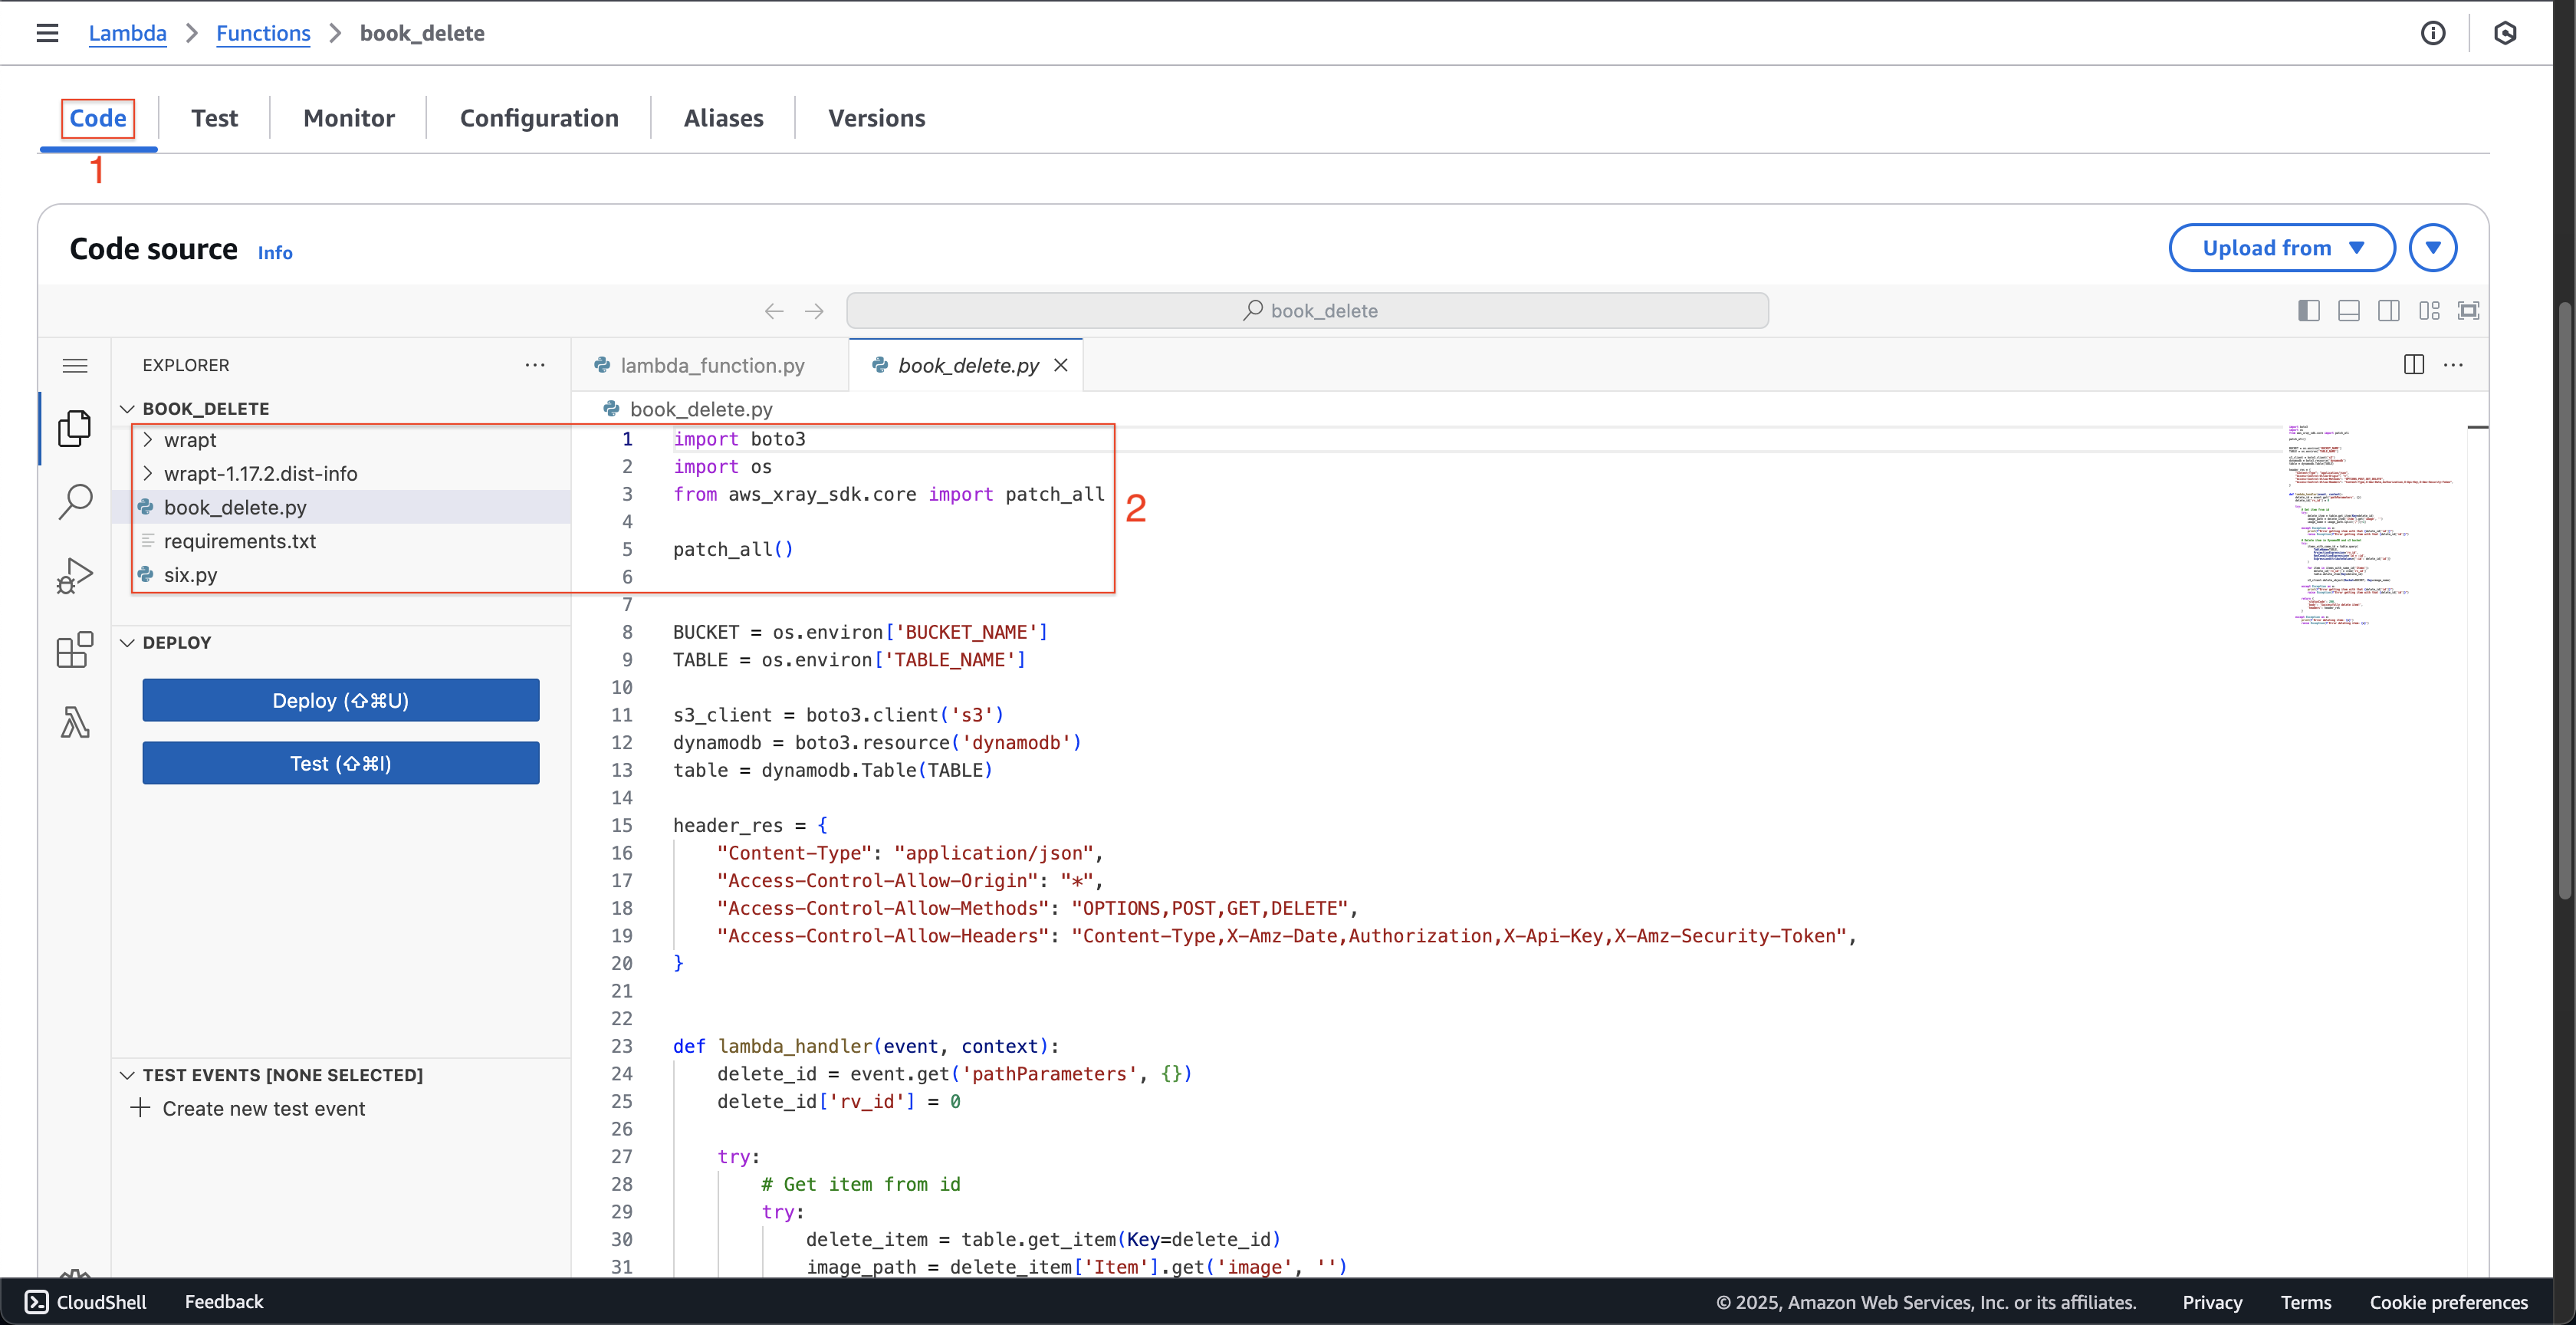 Lambda > Functions > book_delete
Code Test Monitor Configuration Aliases Versions
1
Code source Info
Upload from
book_delete
EXPLORER
BOOK_DELETE
wrapt
wrapt-1.17.2.dist-info
book_delete.py
requirements.txt
six.py
DEPLOY
Deploy (⇧⌘U)
Test (⇧⌘I)
TEST EVENTS [NONE SELECTED]
Create new test event
lambda_function.py book_delete.py
book_delete.py
1 import boto3
2 import os
3 from aws_xray_sdk.core import patch_all
2
4
5 patch_all()
6
7
8 BUCKET = os.environ['BUCKET_NAME']
9 TABLE = os.environ['TABLE_NAME']
10
11 s3_client = boto3.client('s3')
12 dynamodb = boto3.resource('dynamodb')
13 table = dynamodb.Table(TABLE)
14
15 header_res = {
16 "Content-Type": "application/json",
17 "Access-Control-Allow-Origin": "*",
18 "Access-Control-Allow-Methods": "OPTIONS,POST,GET,DELETE",
19 "Access-Control-Allow-Headers": "Content-Type,X-Amz-Date,Authorization,X-Api-Key,X-Amz-Security-Token",
20 }
21
22
23 def lambda_handler(event, context):
24 delete_id = event.get('pathParameters', {})
25 delete_id['rv_id'] = 0
26
27 try:
28 # Get item from id
29 try:
30 delete_item = table.get_item(Key=delete_id)
31 image_path = delete_item['Item'].get('image', '')
CloudShell Feedback
© 2025, Amazon Web Services, Inc. or its affiliates. Privacy Terms Cookie preferences